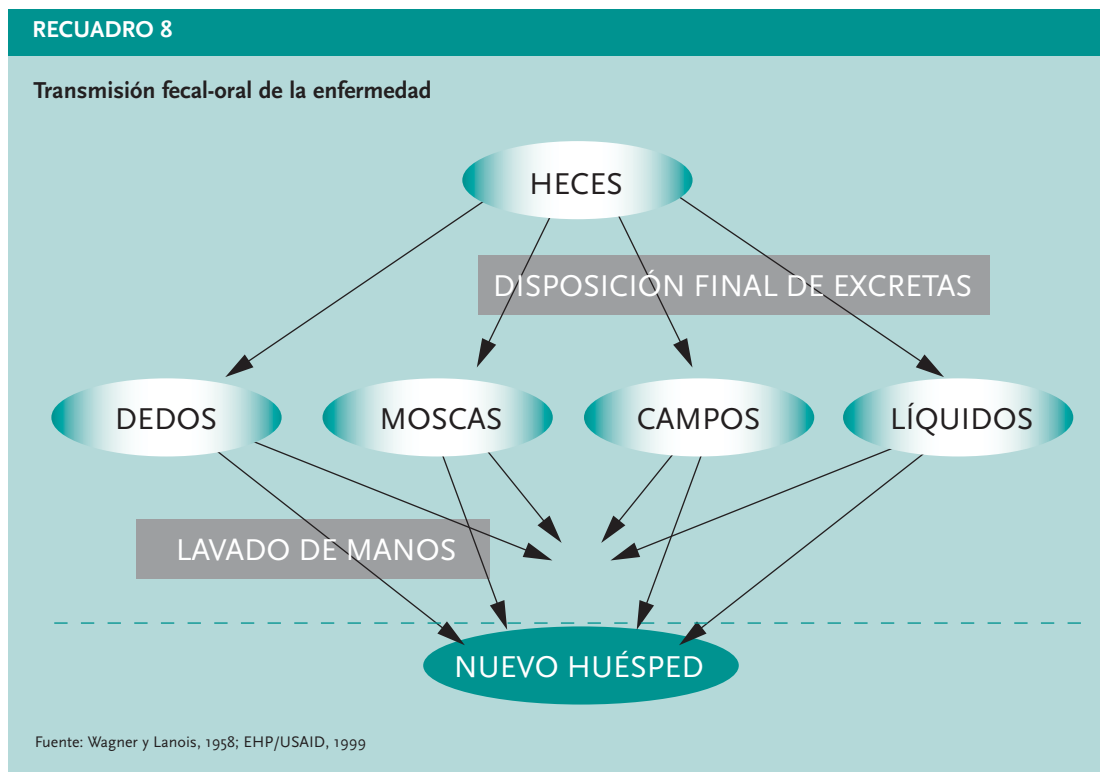 RECUADRO 8
Transmisión fecal-oral de la enfermedad
HECES
DISPOSICIÓN FINAL DE EXCRETAS
DEDOS
MOSCAS
CAMPOS
LÍQUIDOS
LAVADO DE MANOS
NUEVO HUÉSPED
Fuente: Wagner y Lanois, 1958; EHP/USAID, 1999